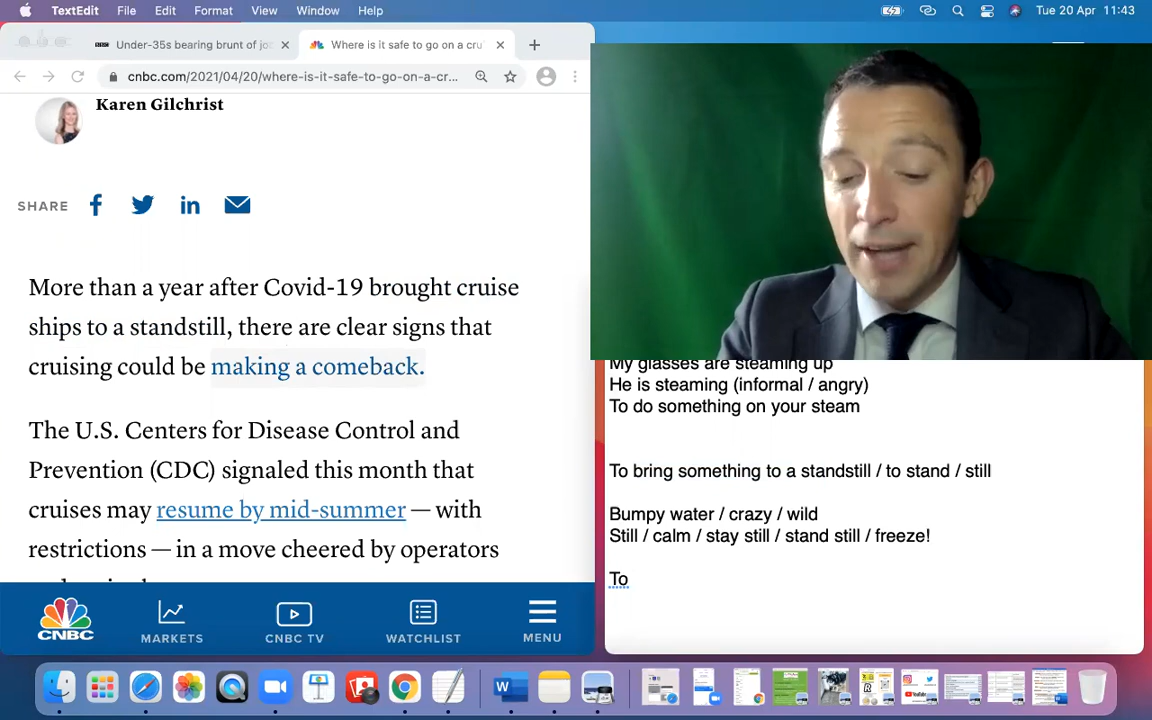 TextEdit File Edit Format View Window Help Tue 20 Apr 11:43
Under-35s bearing brunt of jo
Where is it safe to go on a cru
cnbc.com/2021/04/20/where-is-it-safe-to-go-on-a-cr...
Karen Gilchrist
SHARE
More than a year after Covid-19 brought cruise
ships to a standstill, there are clear signs that
cruising could be making a comeback.
The U.S. Centers for Disease Control and
Prevention (CDC) signaled this month that
cruises may resume by mid-summer — with
restrictions — in a move cheered by operators
CNBC
MARKETS
CNBC TV
WATCHLIST
MENU
My glasses are steaming up
He is steaming (informal / angry)
To do something on your steam
To bring something to a standstill / to stand / still
Bumpy water / crazy / wild
Still / calm / stay still / stand still / freeze!
To